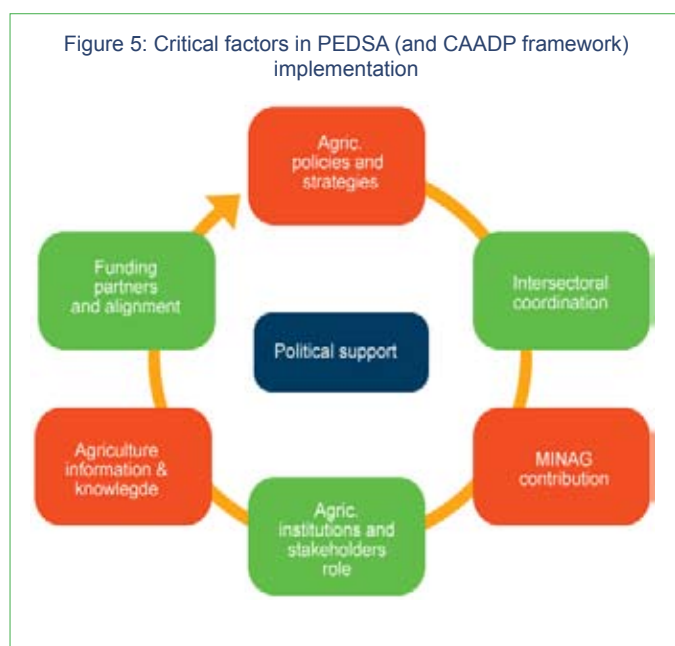 Figure 5: Critical factors in PEDSA (and CAADP framework)
implementation
Agric.
policies and
strategies
Funding
partners
and alignment
Intersectoral
coordination
Political support
Agriculture
information &
knowlegde
MINAG
contribution
Agric.
institutions and
stakeholders
role